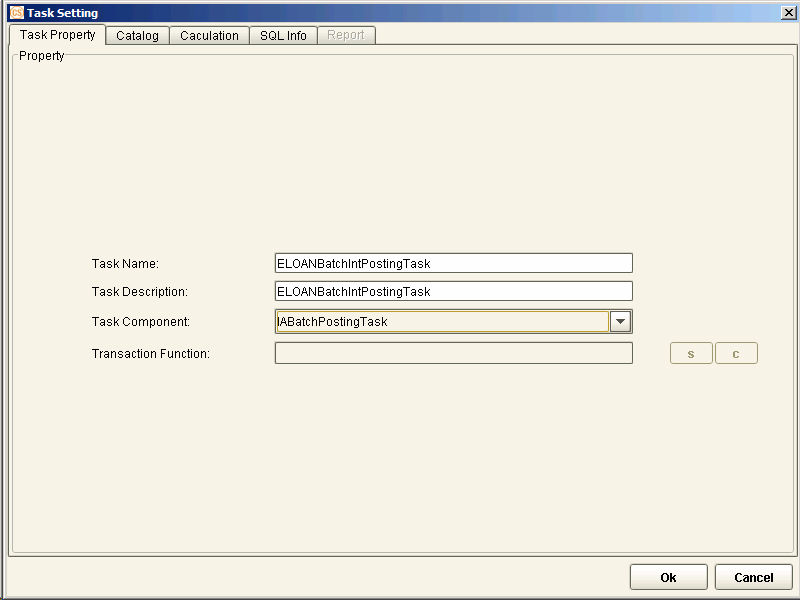 CS Task Setting
Task Property Catalog Caculation SQL Info Report
Property
Task Name: ELOANBatchIntPostingTask
Task Description: ELOANBatchIntPostingTask
Task Component: IABatchPostingTask
Transaction Function: s c
Ok Cancel